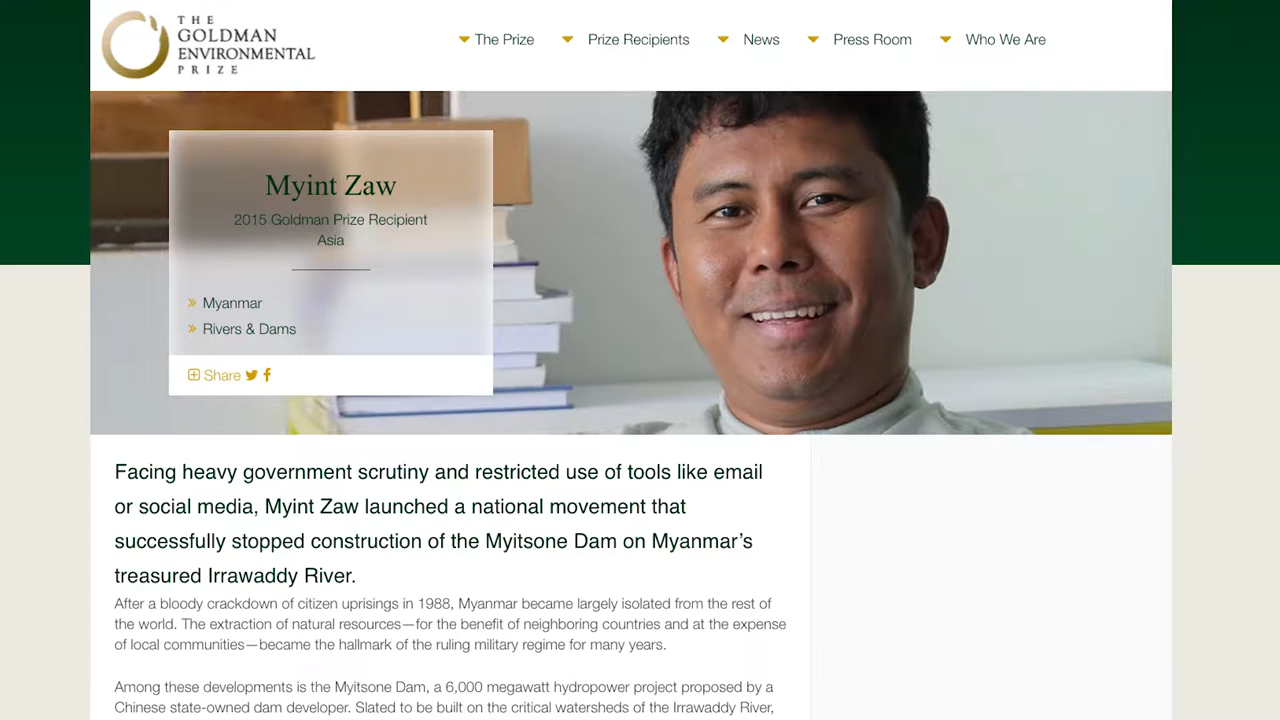 THE
GOLDMAN
ENVIRONMENTAL
PRIZE
The Prize
Prize Recipients
News
Press Room
Who We Are
Myint Zaw
2015 Goldman Prize Recipient
Asia
Myanmar
Rivers & Dams
Share
Facing heavy government scrutiny and restricted use of tools like email
or social media, Myint Zaw launched a national movement that
successfully stopped construction of the Myitsone Dam on Myanmar’s
treasured Irrawaddy River.
After a bloody crackdown of citizen uprisings in 1988, Myanmar became largely isolated from the rest of
the world. The extraction of natural resources—for the benefit of neighboring countries and at the expense
of local communities—became the hallmark of the ruling military regime for many years.
Among these developments is the Myitsone Dam, a 6,000 megawatt hydropower project proposed by a
Chinese state-owned dam developer. Slated to be built on the critical watersheds of the Irrawaddy River,